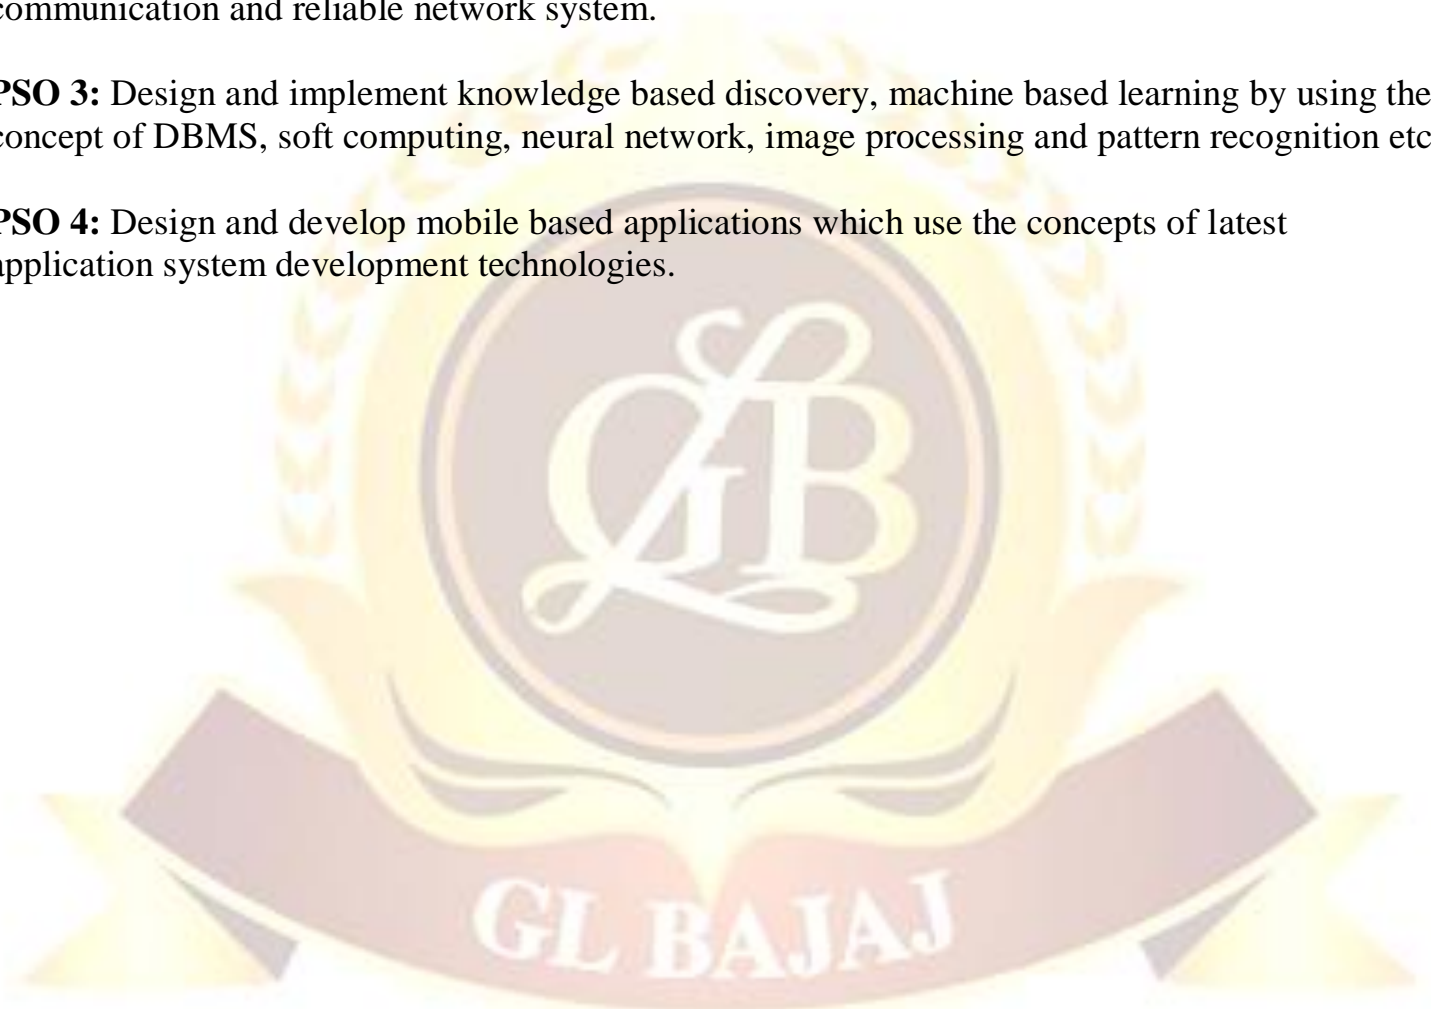 communication and reliable network system.
PSO 3: Design and implement knowledge based discovery, machine based learning by using the
concept of DBMS, soft computing, neural network, image processing and pattern recognition etc
PSO 4: Design and develop mobile based applications which use the concepts of latest
application system development technologies.
GLB
GL BAJAJ